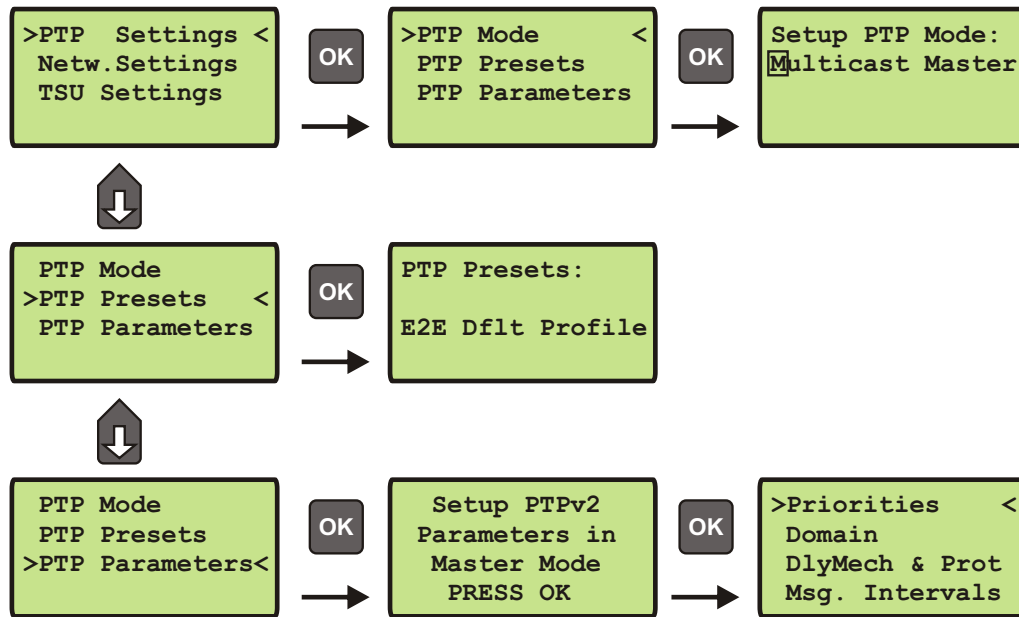 >PTP  Settings <
Netw.Settings
TSU Settings
OK
>PTP Mode <
PTP Presets
PTP Parameters
OK
Setup PTP Mode:
Multicast Master
PTP Mode
>PTP Presets <
PTP Parameters
OK
PTP Presets:
E2E Dflt Profile
PTP Mode
PTP Presets
>PTP Parameters<
OK
Setup PTPv2
Parameters in
Master Mode
PRESS OK
OK
>Priorities <
Domain
DlyMech & Prot
Msg. Intervals